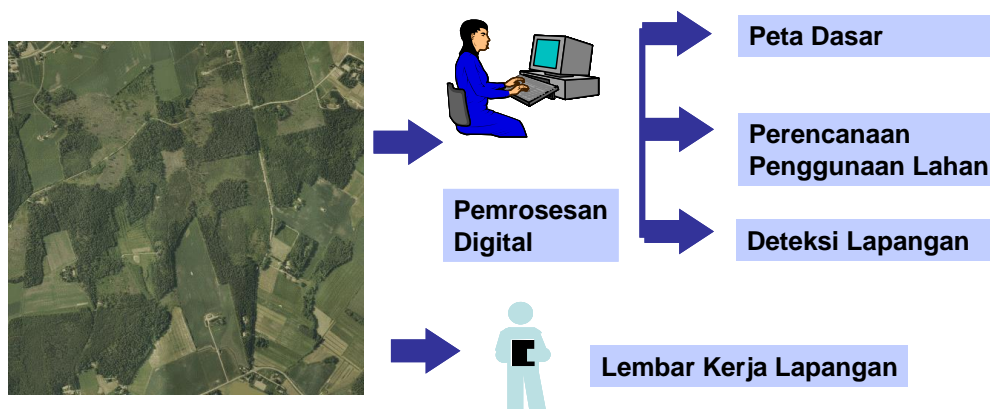 Peta Dasar
Perencanaan
Penggunaan Lahan
Pemrosesan
Digital
Deteksi Lapangan
Lembar Kerja Lapangan